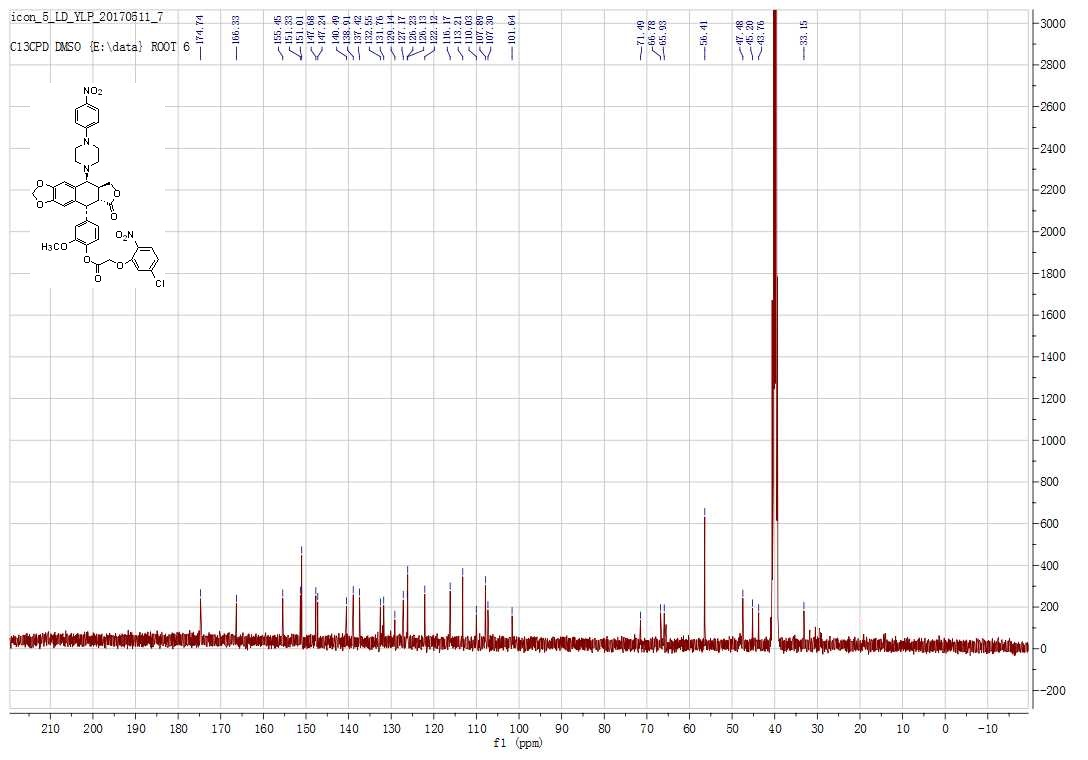 icon_5_LD_YLP_20170511_7
C13CPD DMSO {E:\data} ROOT 6
174.74
166.33
155.45
151.33
151.01
147.68
147.24
140.49
138.91
137.42
132.55
131.76
129.14
127.17
126.23
126.13
122.12
116.17
113.21
110.03
107.89
107.30
101.64
71.49
66.78
65.93
56.41
47.48
45.20
43.76
33.15
NO2
N
N
O
O
O
O
O2N
H3CO
O
O
O
Cl
3000
2800
2600
2400
2200
2000
1800
1600
1400
1200
1000
800
600
400
200
0
-200
210 200 190 180 170 160 150 140 130 120 110 100 90 80 70 60 50 40 30 20 10 0 -10
f1 (ppm)